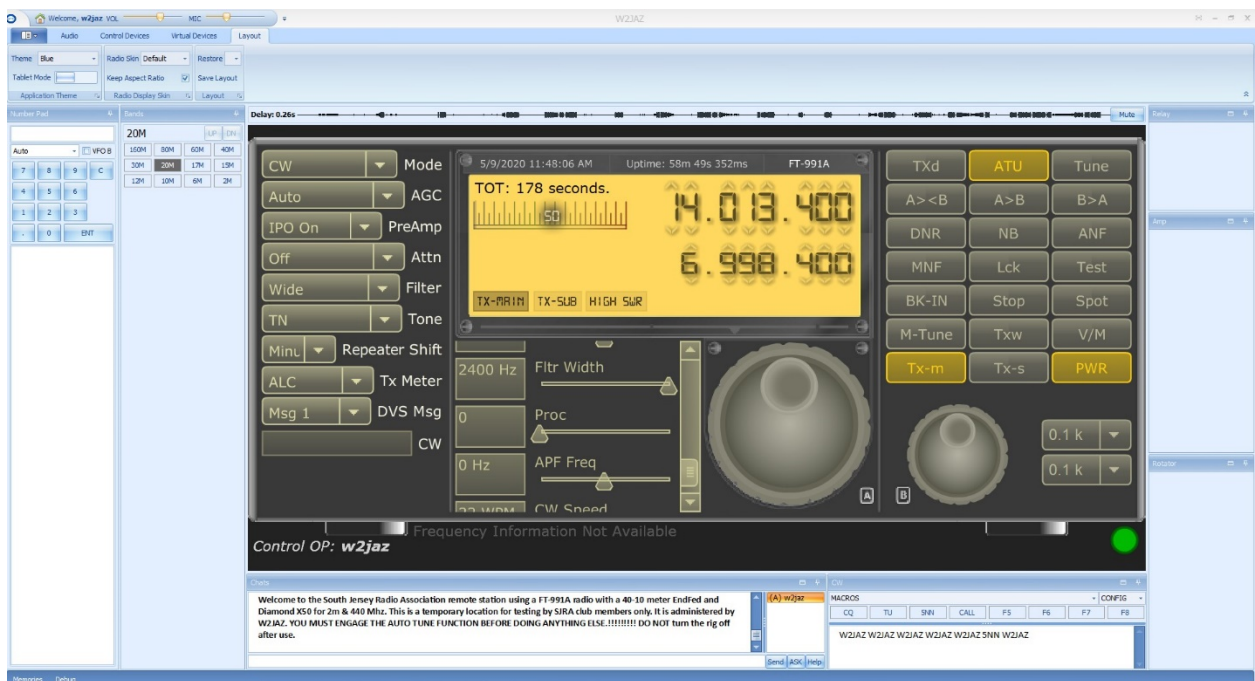 Welcome, w2jaz VOL MIC
W2JAZ
Audio Control Devices Virtual Devices Layout
Theme Blue Radio Skin Default Restore
Tablet Mode Keep Aspect Ratio Save Layout
Application Theme Radio Display Skin Layout
Number Pad
Auto VFO B
7 8 9 C
4 5 6
1 2 3
. 0 ENT
Bands
20M UP DN
160M 80M 60M 40M
30M 20M 17M 15M
12M 10M 6M 2M
Delay: 0.26s Mute
CW Mode
Auto AGC
IPO On PreAmp
Off Attn
Wide Filter
TN Tone
Minu Repeater Shift
ALC Tx Meter
Msg 1 DVS Msg
CW
5/9/2020 11:48:06 AM Uptime: 58m 49s 352ms FT-991A
TOT: 178 seconds.
50
14.013.400
6.998.400
TX-MAIN TX-SUB HIGH SWR
2400 Hz Fltr Width
0 Proc
0 Hz APF Freq
22 WPM CW Speed
A
TXd ATU Tune
A><B A>B B>A
DNR NB ANF
MNF Lck Test
BK-IN Stop Spot
M-Tune Txw V/M
Tx-m Tx-s PWR
0.1 k
0.1 k
B
Frequency Information Not Available
Control OP: w2jaz
Chats
Welcome to the South Jersey Radio Association remote station using a FT-991A radio with a 40-10 meter EndFed and
Diamond X50 for 2m & 440 Mhz. This is a temporary location for testing by SJRA club members only. It is administered by
W2JAZ. YOU MUST ENGAGE THE AUTO TUNE FUNCTION BEFORE DOING ANYTHING ELSE.!!!!!!!!! DO NOT turn the rig off
after use.
(A) w2jaz
Send ASK Help
CW
MACROS CONFIG
CQ TU 5NN CALL F5 F6 F7 F8
W2JAZ W2JAZ W2JAZ W2JAZ W2JAZ 5NN W2JAZ
Relay
Amp
Rotator
Memories Debug